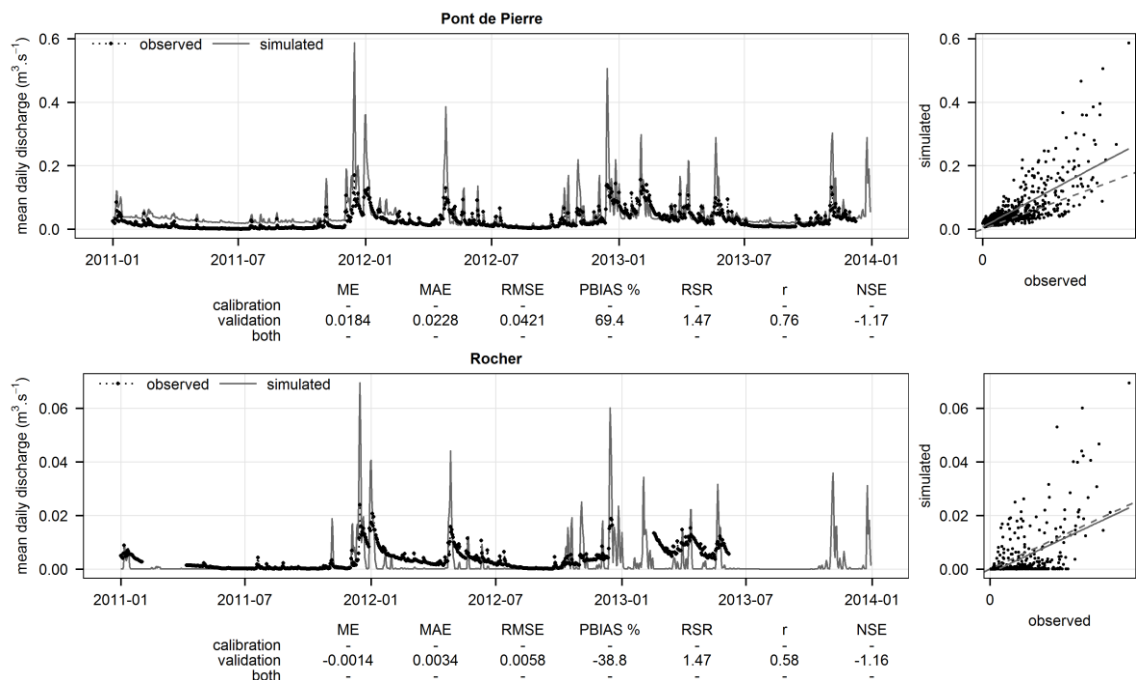 Pont de Pierre
observed simulated
mean daily discharge (m³.s⁻¹)
0.6
0.4
0.2
0.0
2011-01 2011-07 2012-01 2012-07 2013-01 2013-07 2014-01
simulated
0.6
0.4
0.2
0.0
0
observed
ME MAE RMSE PBIAS % RSR r NSE
calibration - - - - - - -
validation 0.0184 0.0228 0.0421 69.4 1.47 0.76 -1.17
both - - - - - - -
Rocher
observed simulated
mean daily discharge (m³.s⁻¹)
0.06
0.04
0.02
0.00
2011-01 2011-07 2012-01 2012-07 2013-01 2013-07 2014-01
simulated
0.06
0.04
0.02
0.00
0
observed
ME MAE RMSE PBIAS % RSR r NSE
calibration - - - - - - -
validation -0.0014 0.0034 0.0058 -38.8 1.47 0.58 -1.16
both - - - - - - -